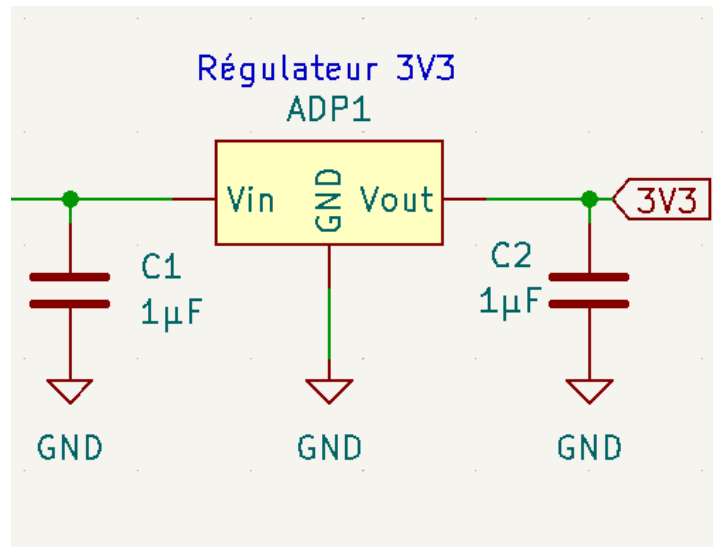 Régulateur 3V3
ADP1
Vin
GND
Vout
3V3
C1
1µF
C2
1µF
GND
GND
GND